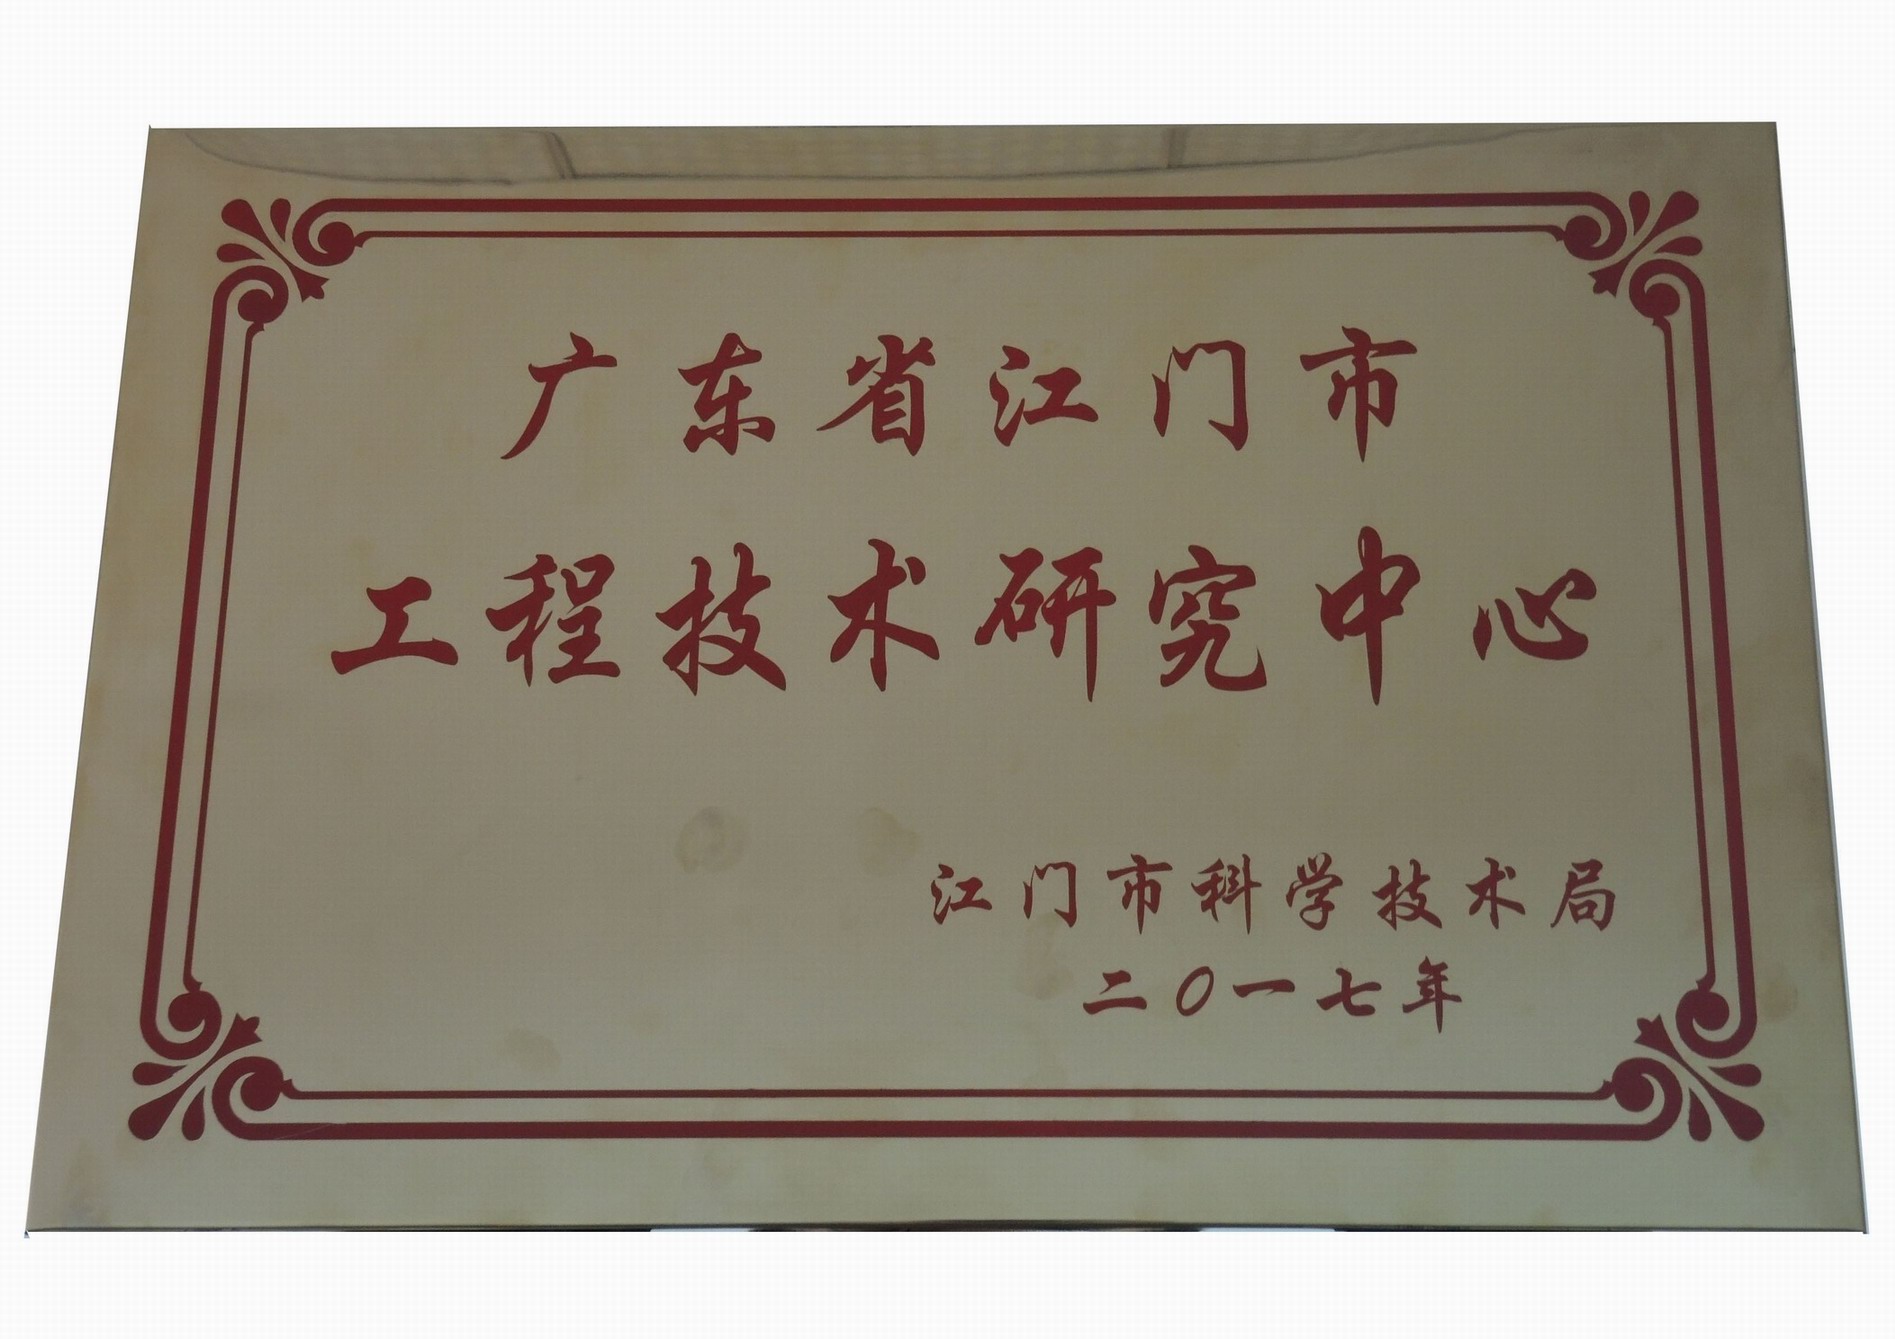 广东省江门市
工程技术研究中心
江门市科学技术局
二〇一七年